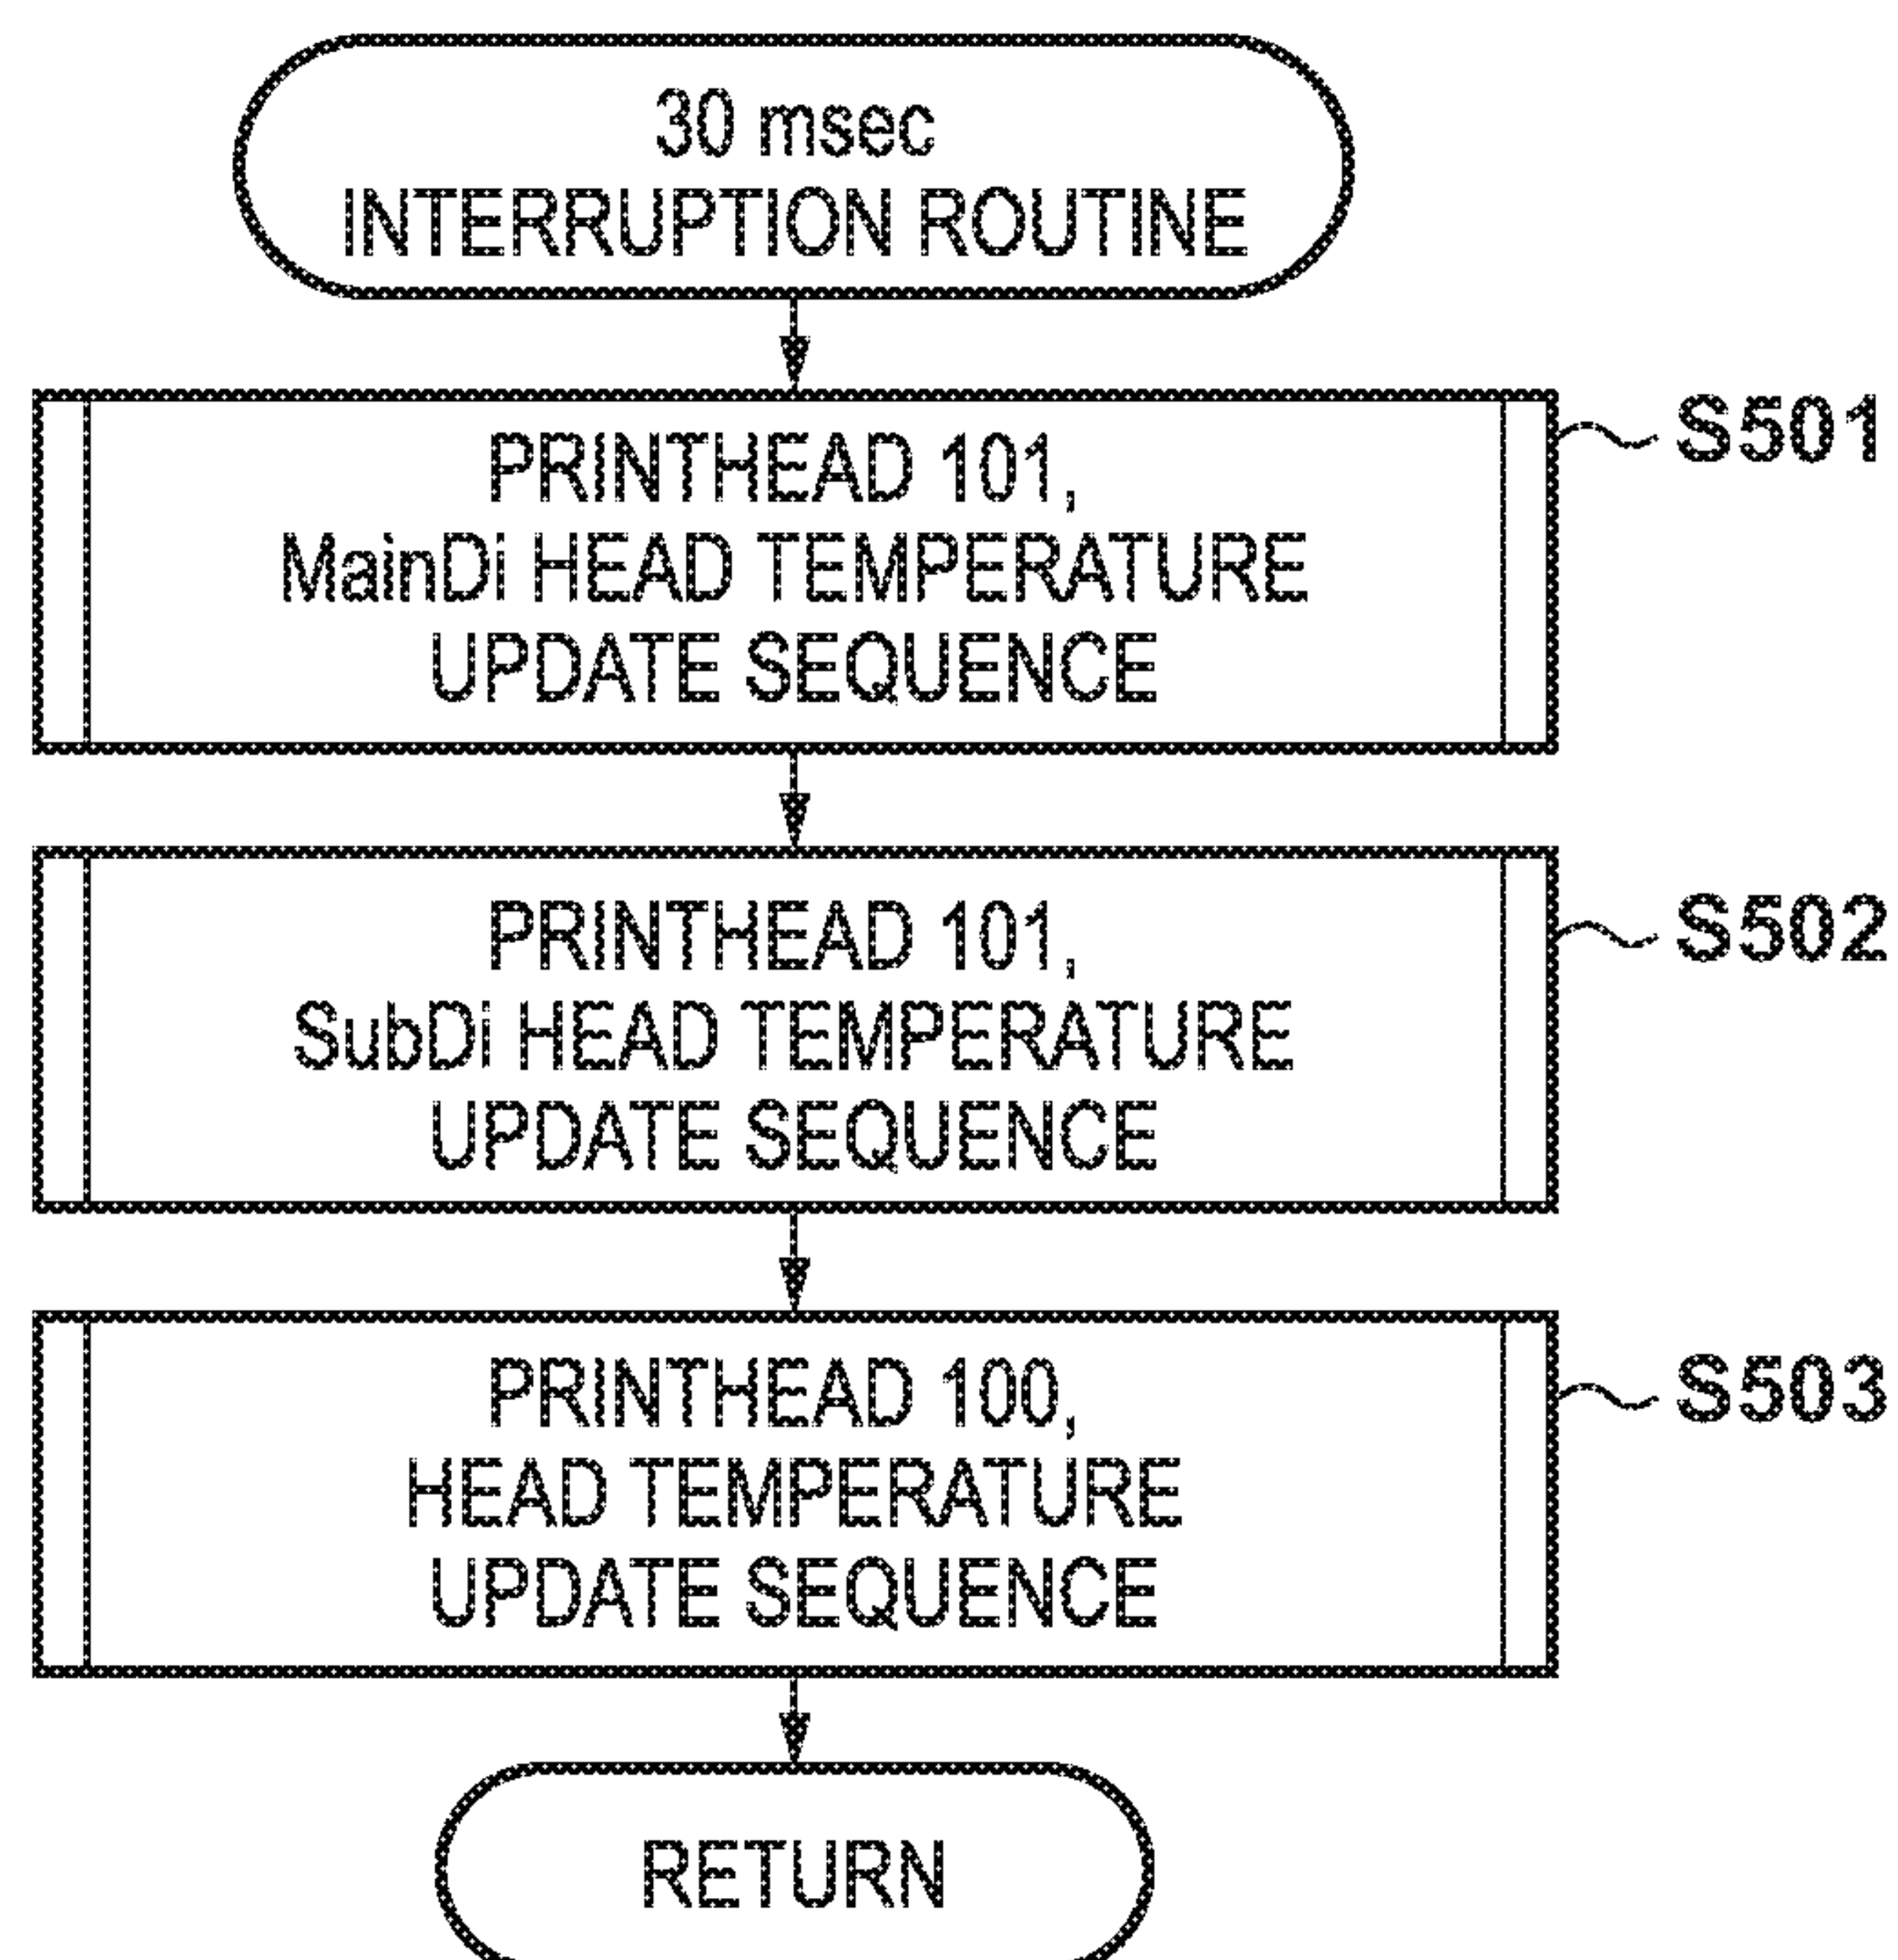 30 msec
INTERRUPTION ROUTINE
PRINTHEAD 101,
MainDi HEAD TEMPERATURE
UPDATE SEQUENCE
S501
PRINTHEAD 101,
SubDi HEAD TEMPERATURE
UPDATE SEQUENCE
S502
PRINTHEAD 100,
HEAD TEMPERATURE
UPDATE SEQUENCE
S503
RETURN